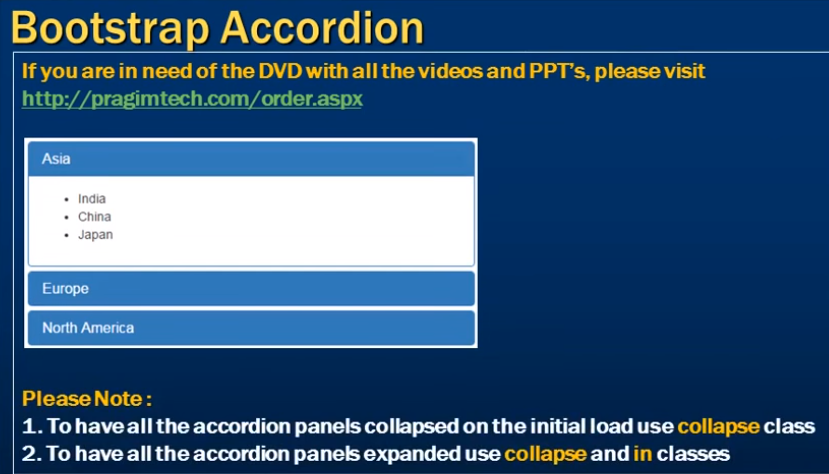 Bootstrap Accordion
If you are in need of the DVD with all the videos and PPT's, please visit
http://pragimtech.com/order.aspx
Asia
• India
• China
• Japan
Europe
North America
Please Note :
1. To have all the accordion panels collapsed on the initial load use collapse class
2. To have all the accordion panels expanded use collapse and in classes